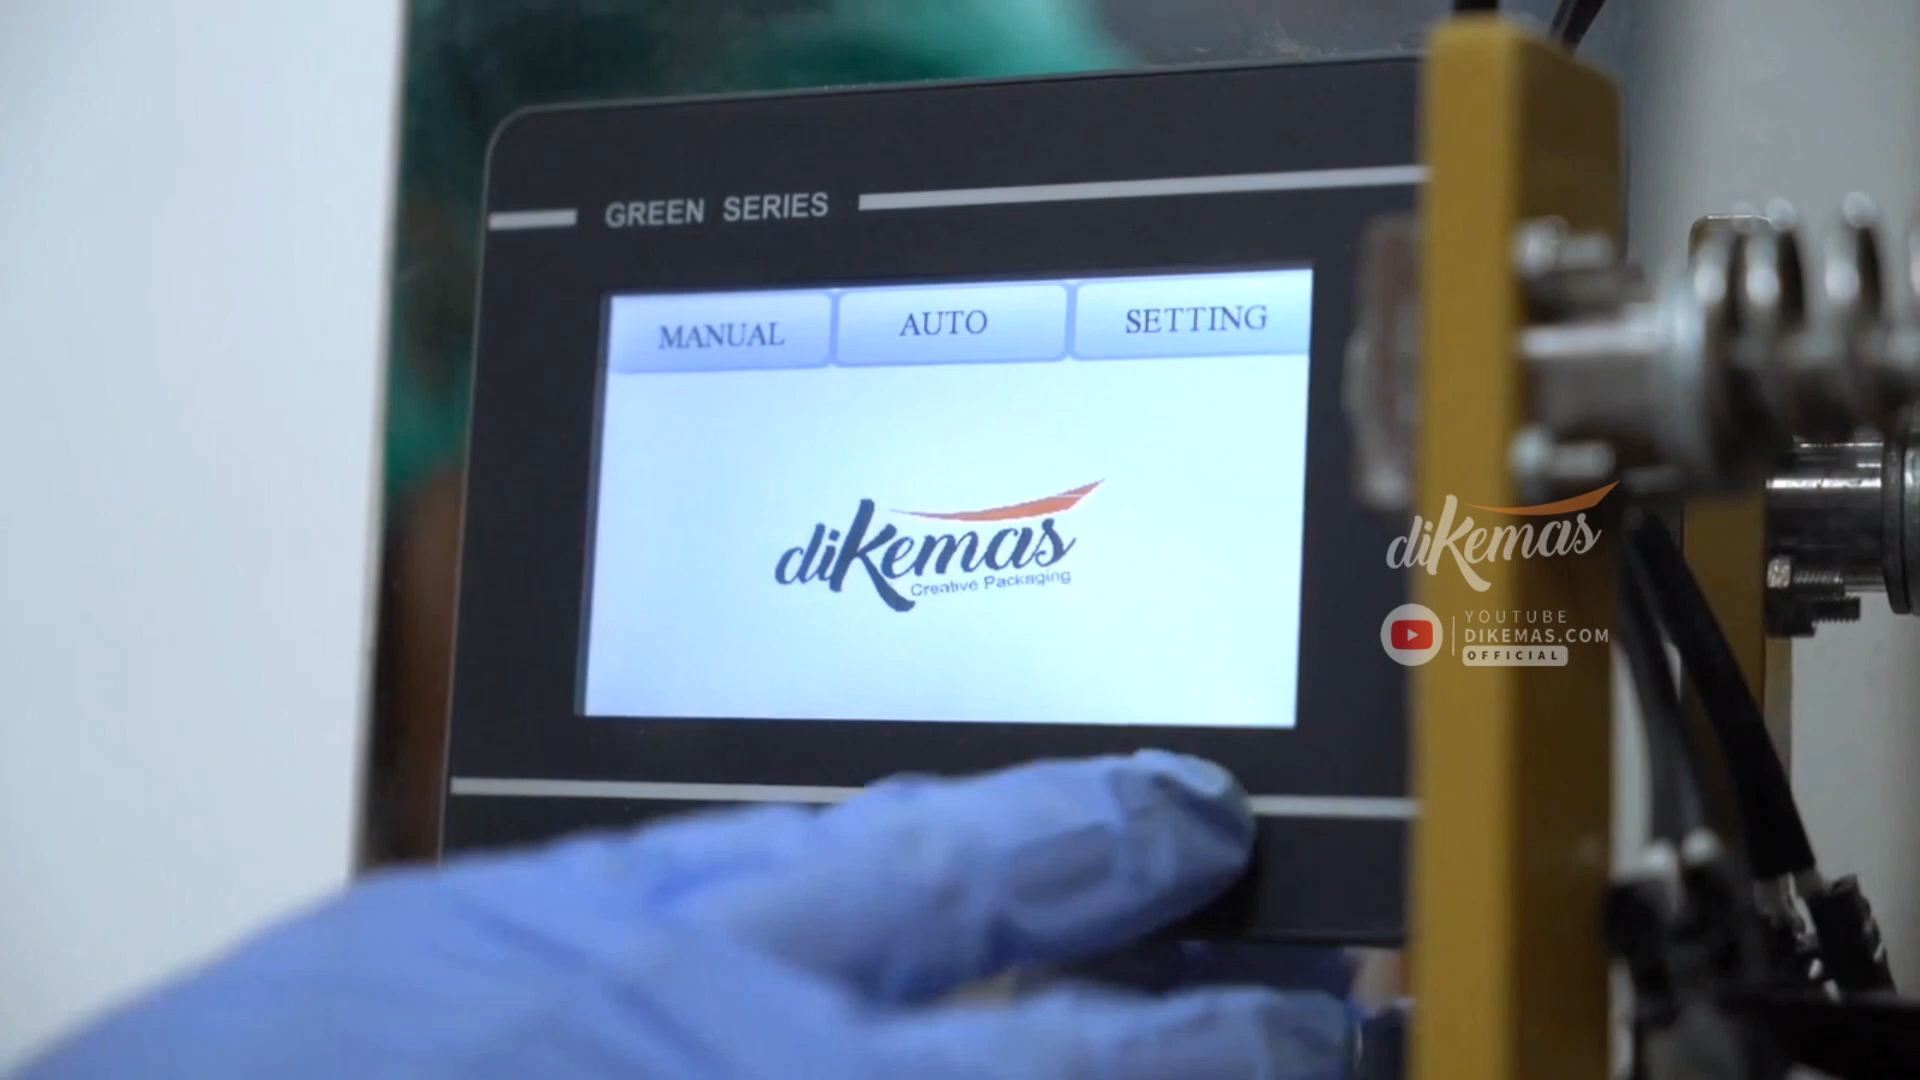 GREEN SERIES
MANUAL AUTO SETTING
diKemas
Creative Packaging
diKemas
YOUTUBE
DIKEMAS.COM
OFFICIAL